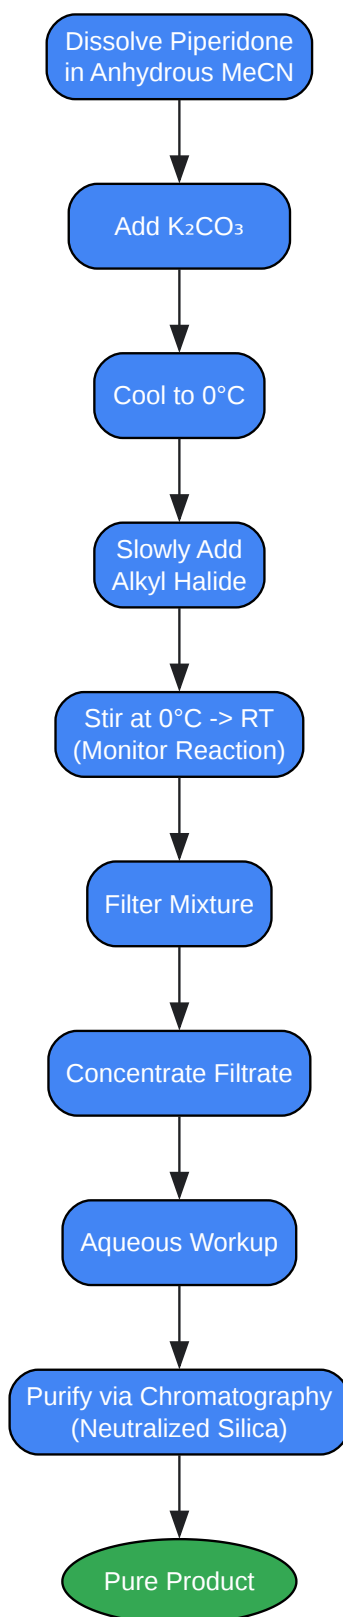 Dissolve Piperidone
in Anhydrous MeCN
Add K₂CO₃
Cool to 0°C
Slowly Add
Alkyl Halide
Stir at 0°C -> RT
(Monitor Reaction)
Filter Mixture
Concentrate Filtrate
Aqueous Workup
Purify via Chromatography
(Neutralized Silica)
Pure Product